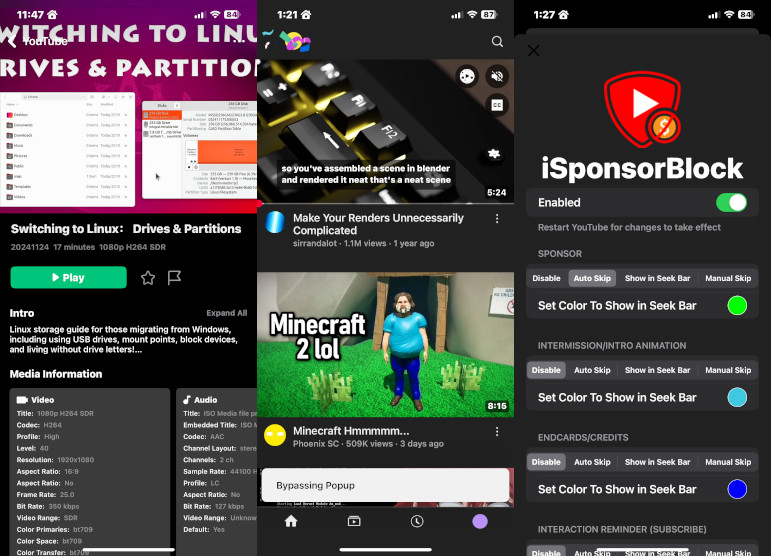 11:47
84
YouTube
WITCHING TO LINUX
DRIVES & PARTITION
Switching to Linux: Drives & Partitions
20241124 17 minutes 1080p H264 SDR
Play
Intro
Expand All
Linux storage guide for those migrating from Windows,
including using USB drives, mount points, block devices,
and living without drive letters!...
Media Information
Video
Title: 1080p H264 SDR
Codec: H264
Profile: High
Level: 40
Resolution: 1920x1080
Aspect Ratio: 16:9
Aspect Ratio: No
Frame Rate: 25.0
Bit Rate: 380 kbps
Video Range: SDR
Color Primaries: bt709
Color Space: bt709
Color Transfer: bt709
Audio
Title: ISO Media file pr
Embedded Title: ISO M
Codec: AAC
Channel Layout: stere
Channels: 2 ch
Sample Rate: 44100 H
Profile: LC
Aspect Ratio: No
Bit Rate: 127 kbps
Video Range: Unknow
Default: Yes
1:21
87
CC
F12
so you've assembled a scene in blender
and rendered it neat that's a neat scene
5:24
Make Your Renders Unnecessarily
Complicated
sirrandalot · 1.1M views · 1 year ago
Minecraft
2 lol
8:15
Minecraft Hmmmmm...
Phoenix SC · 509K views · 3 days ago
Bypassing Popup
1:27
84
iSponsorBlock
Enabled
Restart YouTube for changes to take effect
SPONSOR
Disable Auto Skip Show in Seek Bar Manual Skip
Set Color To Show in Seek Bar
INTERMISSION/INTRO ANIMATION
Disable Auto Skip Show in Seek Bar Manual Skip
Set Color To Show in Seek Bar
ENDCARDS/CREDITS
Disable Auto Skip Show in Seek Bar Manual Skip
Set Color To Show in Seek Bar
INTERACTION REMINDER (SUBSCRIBE)
Disable Auto Skip Show in Seek Bar Manual Skip